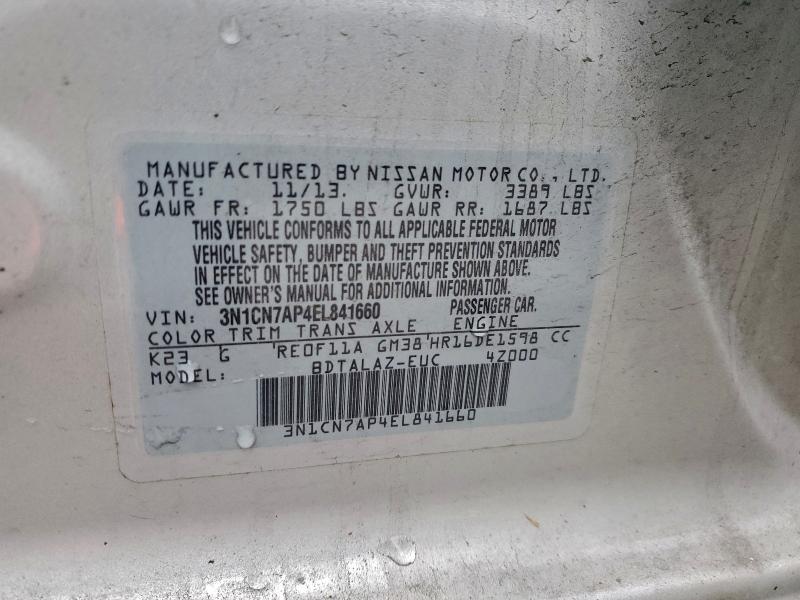 MANUFACTURED BY NISSAN MOTOR CO., LTD.
DATE: 11/13. GVWR: 3389 LBS
GAWR FR: 1750 LBS GAWR RR: 1687 LBS
THIS VEHICLE CONFORMS TO ALL APPLICABLE FEDERAL MOTOR
VEHICLE SAFETY, BUMPER AND THEFT PREVENTION STANDARDS
IN EFFECT ON THE DATE OF MANUFACTURE SHOWN ABOVE.
SEE OWNER'S MANUAL FOR ADDITIONAL INFORMATION.
VIN: 3N1CN7AP4EL841660 PASSENGER CAR.
COLOR TRIM TRANS AXLE ENGINE
K23 G RE0F11A GM38 HR16DE1598 CC
MODEL: BDTALAZ-EUC 4Z000
3N1CN7AP4EL841660